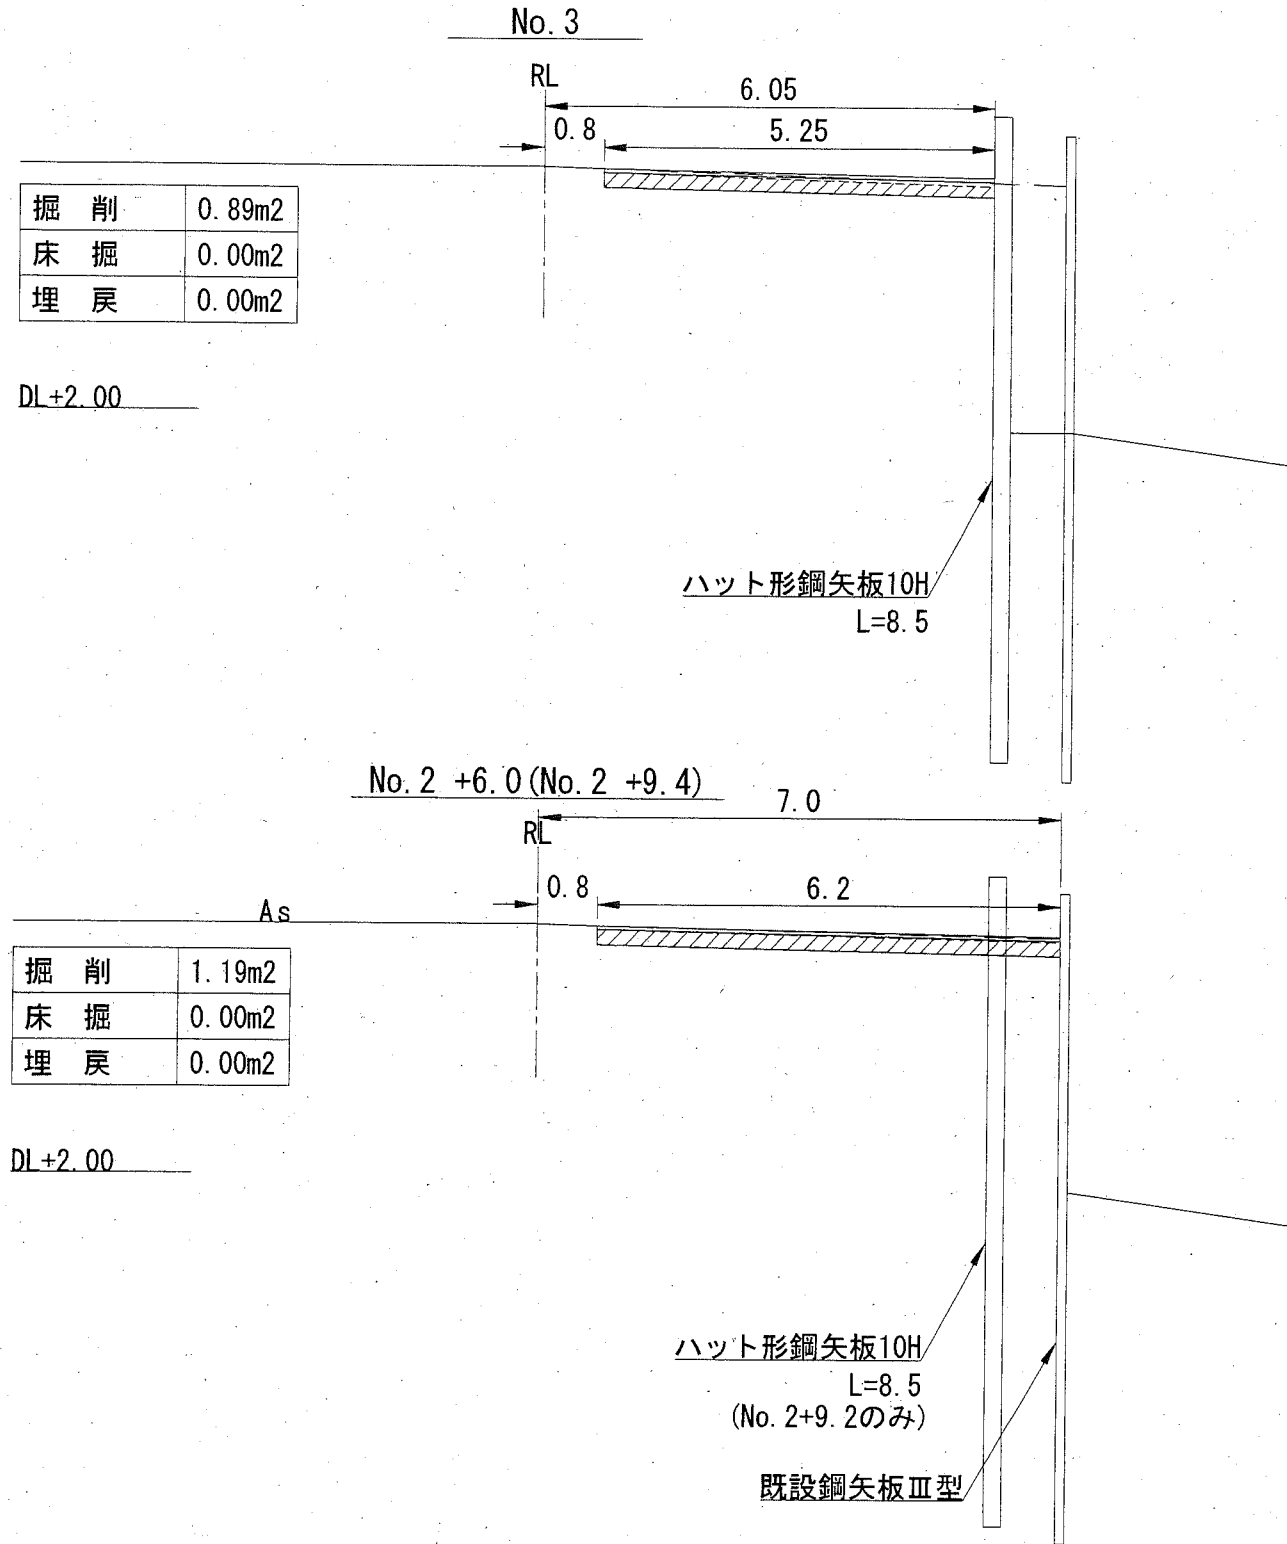 No. 3
RL
6.05
0.8
5.25
掘 削 0.89m2
床 掘 0.00m2
埋 戻 0.00m2
DL+2.00
ハット形鋼矢板10H
L=8.5
No. 2 +6.0(No. 2 +9.4)
7.0
RL
0.8
6.2
As
掘 削 1.19m2
床 掘 0.00m2
埋 戻 0.00m2
DL+2.00
ハット形鋼矢板10H
L=8.5
(No. 2+9.2のみ)
既設鋼矢板Ⅲ型